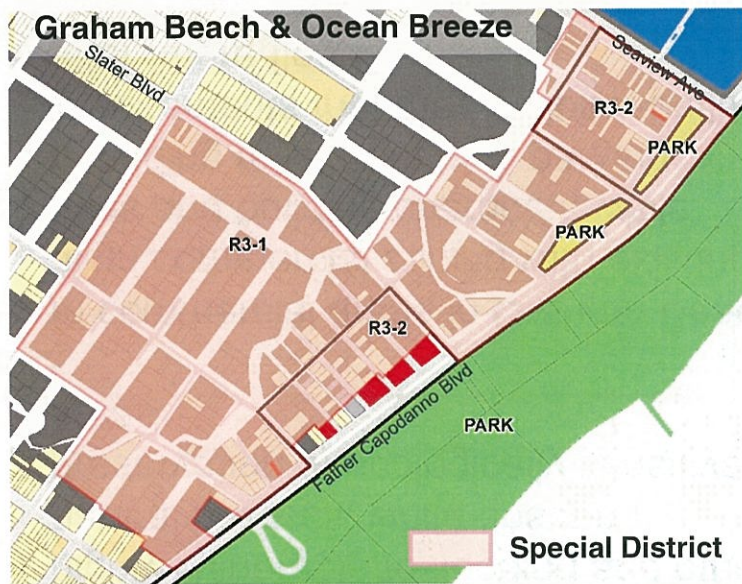 Graham Beach & Ocean Breeze
Slater Blvd
Seaview Ave
R3-2
PARK
PARK
R3-1
R3-2
Father Capodanno Blvd
PARK
Special District